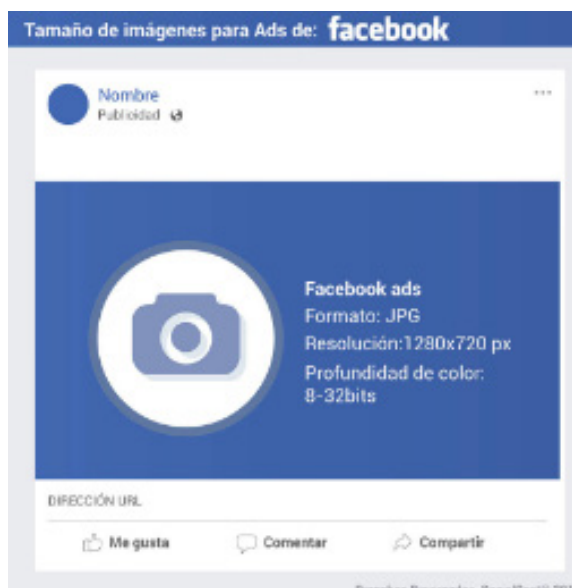 Tamaño de imágenes para Ads de: facebook
Nombre
Publicidad
Facebook ads
Formato: JPG
Resolución:1280x720 px
Profundidad de color:
8-32bits
DIRECCIÓN URL
Me gusta Comentar Compartir